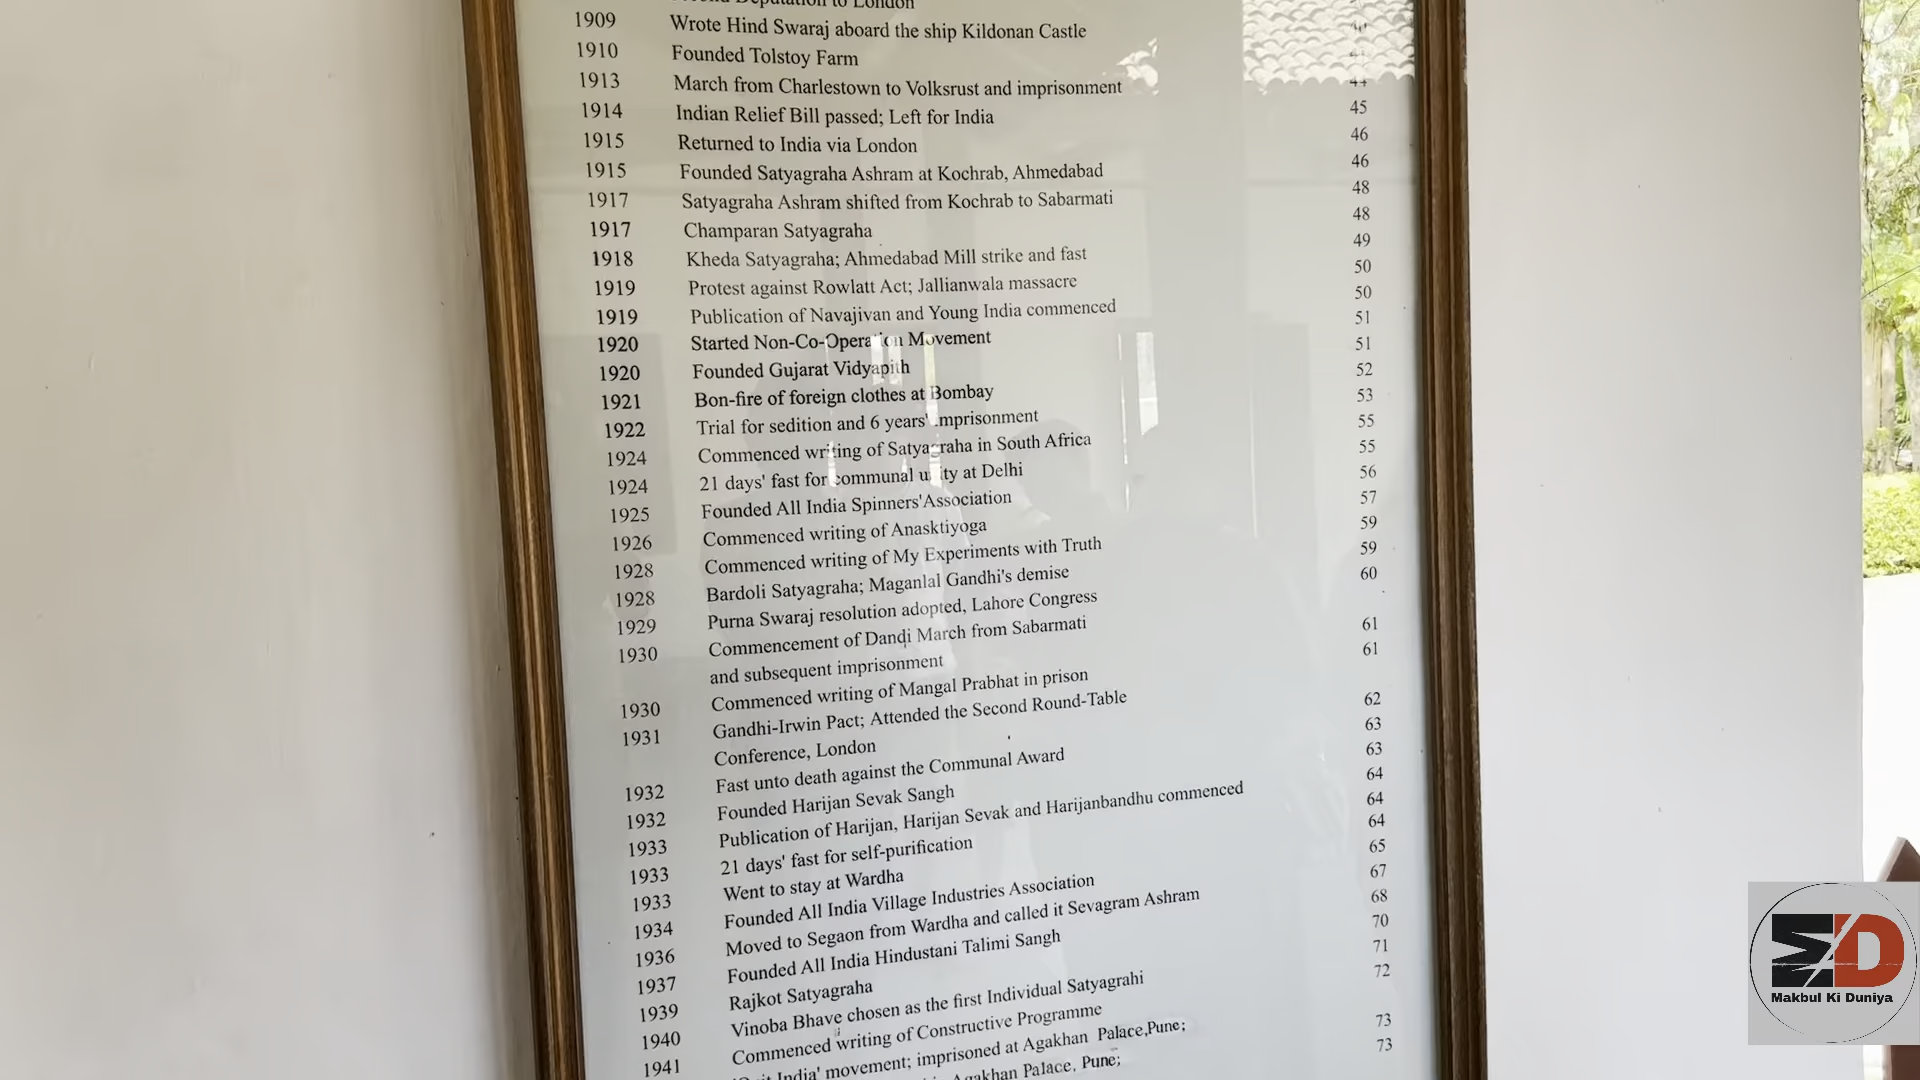 to London
1909 Wrote Hind Swaraj aboard the ship Kildonan Castle
1910 Founded Tolstoy Farm
1913 March from Charlestown to Volksrust and imprisonment
1914 Indian Relief Bill passed; Left for India 45
1915 Returned to India via London 46
1915 Founded Satyagraha Ashram at Kochrab, Ahmedabad 46
1917 Satyagraha Ashram shifted from Kochrab to Sabarmati 48
1917 Champaran Satyagraha 48
1918 Kheda Satyagraha; Ahmedabad Mill strike and fast 49
1919 Protest against Rowlatt Act; Jallianwala massacre 50
1919 Publication of Navajivan and Young India commenced 50
1920 Started Non-Co-Operation Movement 51
1920 Founded Gujarat Vidyapith 51
1921 Bon-fire of foreign clothes at Bombay 52
1922 Trial for sedition and 6 years' imprisonment 53
1924 Commenced writing of Satyagraha in South Africa 55
1924 21 days' fast for communal unity at Delhi 55
1925 Founded All India Spinners'Association 56
1926 Commenced writing of Anasktiyoga 57
1928 Commenced writing of My Experiments with Truth 59
1928 Bardoli Satyagraha; Maganlal Gandhi's demise 59
1929 Purna Swaraj resolution adopted, Lahore Congress 60
1930 Commencement of Dandi March from Sabarmati
and subsequent imprisonment 61
1930 Commenced writing of Mangal Prabhat in prison 61
1931 Gandhi-Irwin Pact; Attended the Second Round-Table
Conference, London 62
1932 Fast unto death against the Communal Award 63
1932 Founded Harijan Sevak Sangh 63
1933 Publication of Harijan, Harijan Sevak and Harijanbandhu commenced 64
1933 21 days' fast for self-purification 64
1933 Went to stay at Wardha 64
1934 Founded All India Village Industries Association 65
1936 Moved to Segaon from Wardha and called it Sevagram Ashram 67
1937 Founded All India Hindustani Talimi Sangh 68
1939 Rajkot Satyagraha 70
1940 Vinoba Bhave chosen as the first Individual Satyagrahi 71
1941 Commenced writing of Constructive Programme 72
India' movement; imprisoned at Agakhan Palace,Pune; 73
Agakhan Palace, Pune; 73
Makbul Ki Duniya